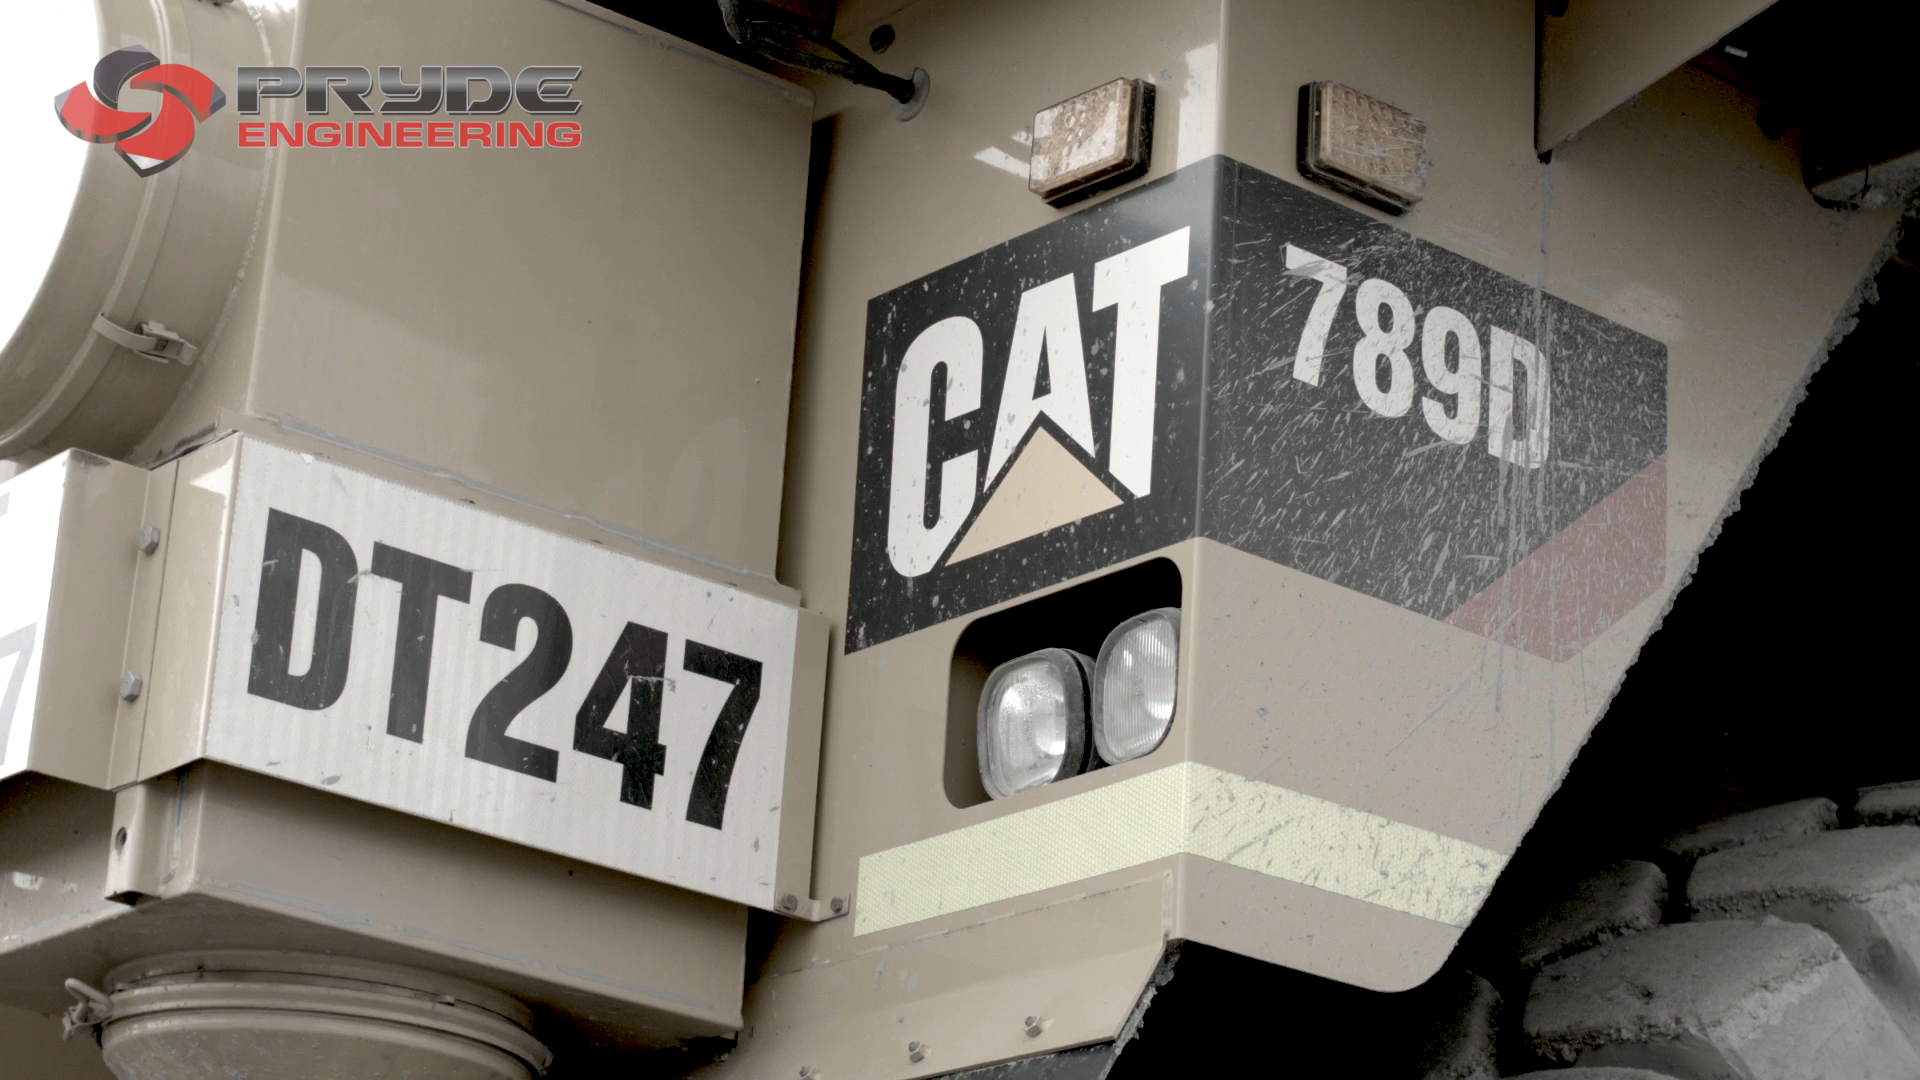 PRYDE
ENGINEERING
CAT
789D
DT247